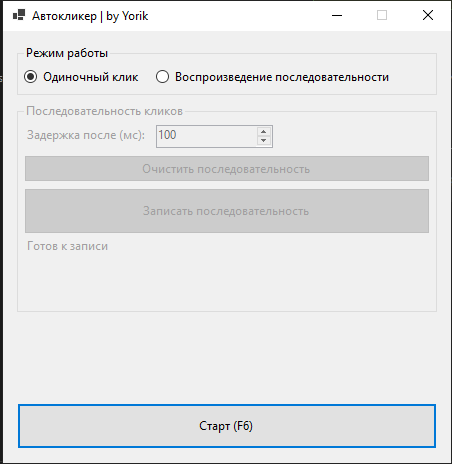 Автокликер | by Yorik
Режим работы
Одиночный клик Воспроизведение последовательности
Последовательность кликов
Задержка после (мс): 100
Очистить последовательность
Записать последовательность
Готов к записи
Старт (F6)